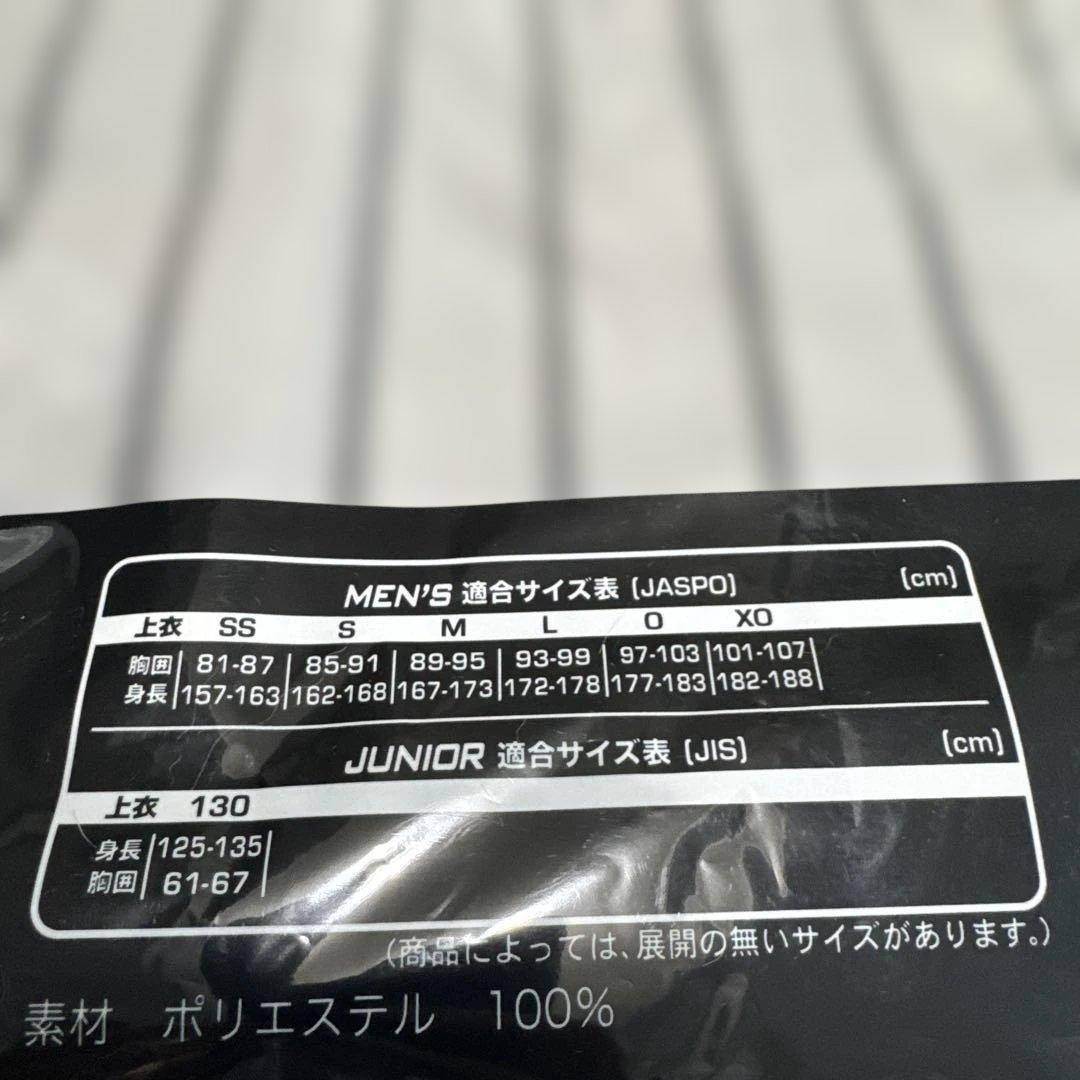 MEN'S 適合サイズ表 [JASPO] [cm]
上衣 SS S M L O XO
胸囲 81-87 85-91 89-95 93-99 97-103 101-107
身長 157-163 162-168 167-173 172-178 177-183 182-188
JUNIOR 適合サイズ表 [JIS] [cm]
上衣 130
身長 125-135
胸囲 61-67
(商品によっては、展開の無いサイズがあります。)
素材 ポリエステル 100%